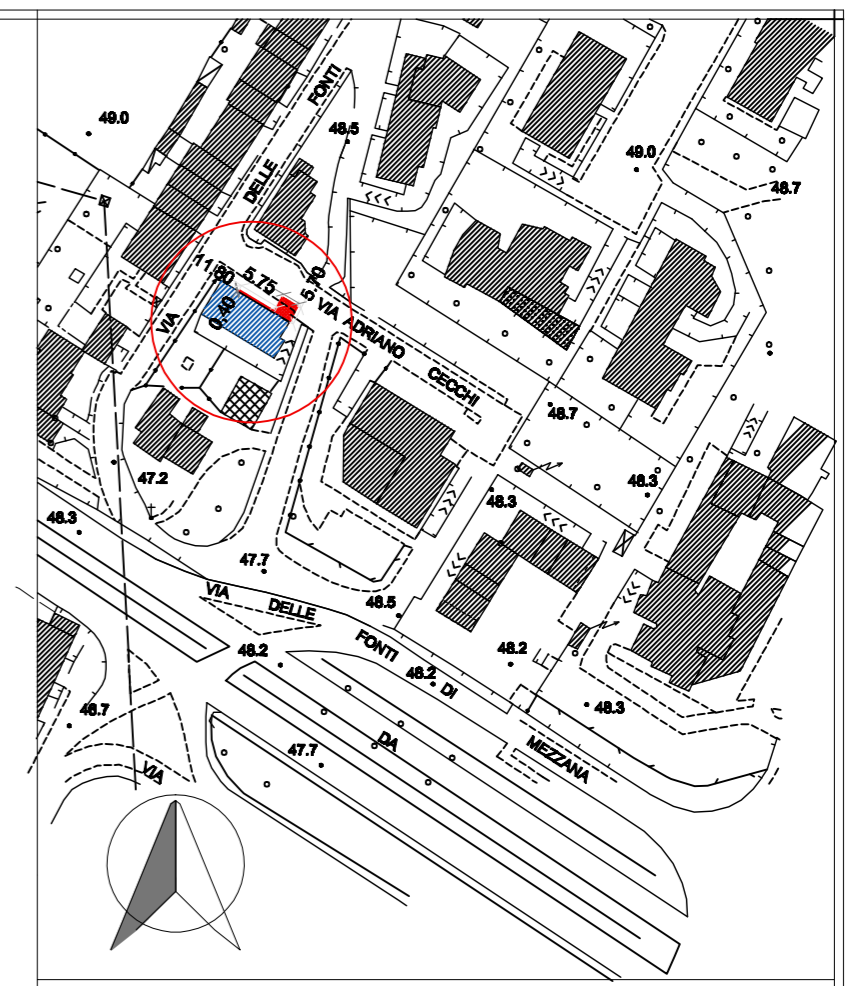 49.0
FONTI
48.5
49.0
48.7
DELLE
11.80
5.75
5.70
0.40
VIA
VIA ADRIANO
CECCHI
48.7
47.2
48.3
48.3
48.3
47.7
VIA
DELLE
48.5
FONTI
48.2
48.2
48.2
DI
48.3
46.7
VIA
47.7
DA
MEZZANA